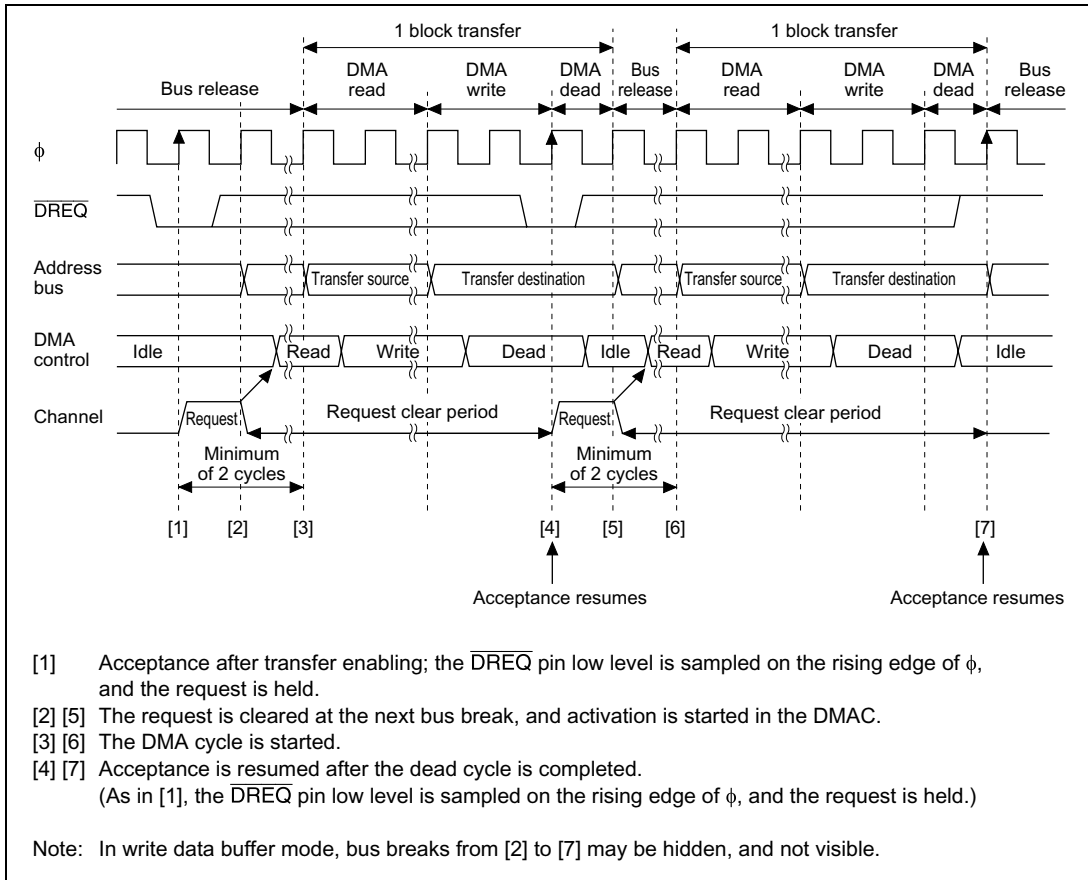 1 block transfer 1 block transfer
Bus release DMA read DMA write DMA dead Bus release DMA read DMA write DMA dead Bus release
ϕ
DREQ
Address bus Transfer source Transfer destination Transfer source Transfer destination
DMA control Idle Read Write Dead Idle Read Write Dead Idle
Channel Request Request clear period Request Request clear period
Minimum of 2 cycles Minimum of 2 cycles
[1] [2] [3] [4] [5] [6] [7]
Acceptance resumes Acceptance resumes
[1] Acceptance after transfer enabling; the DREQ pin low level is sampled on the rising edge of ϕ,
and the request is held.
[2] [5] The request is cleared at the next bus break, and activation is started in the DMAC.
[3] [6] The DMA cycle is started.
[4] [7] Acceptance is resumed after the dead cycle is completed.
(As in [1], the DREQ pin low level is sampled on the rising edge of ϕ, and the request is held.)
Note: In write data buffer mode, bus breaks from [2] to [7] may be hidden, and not visible.